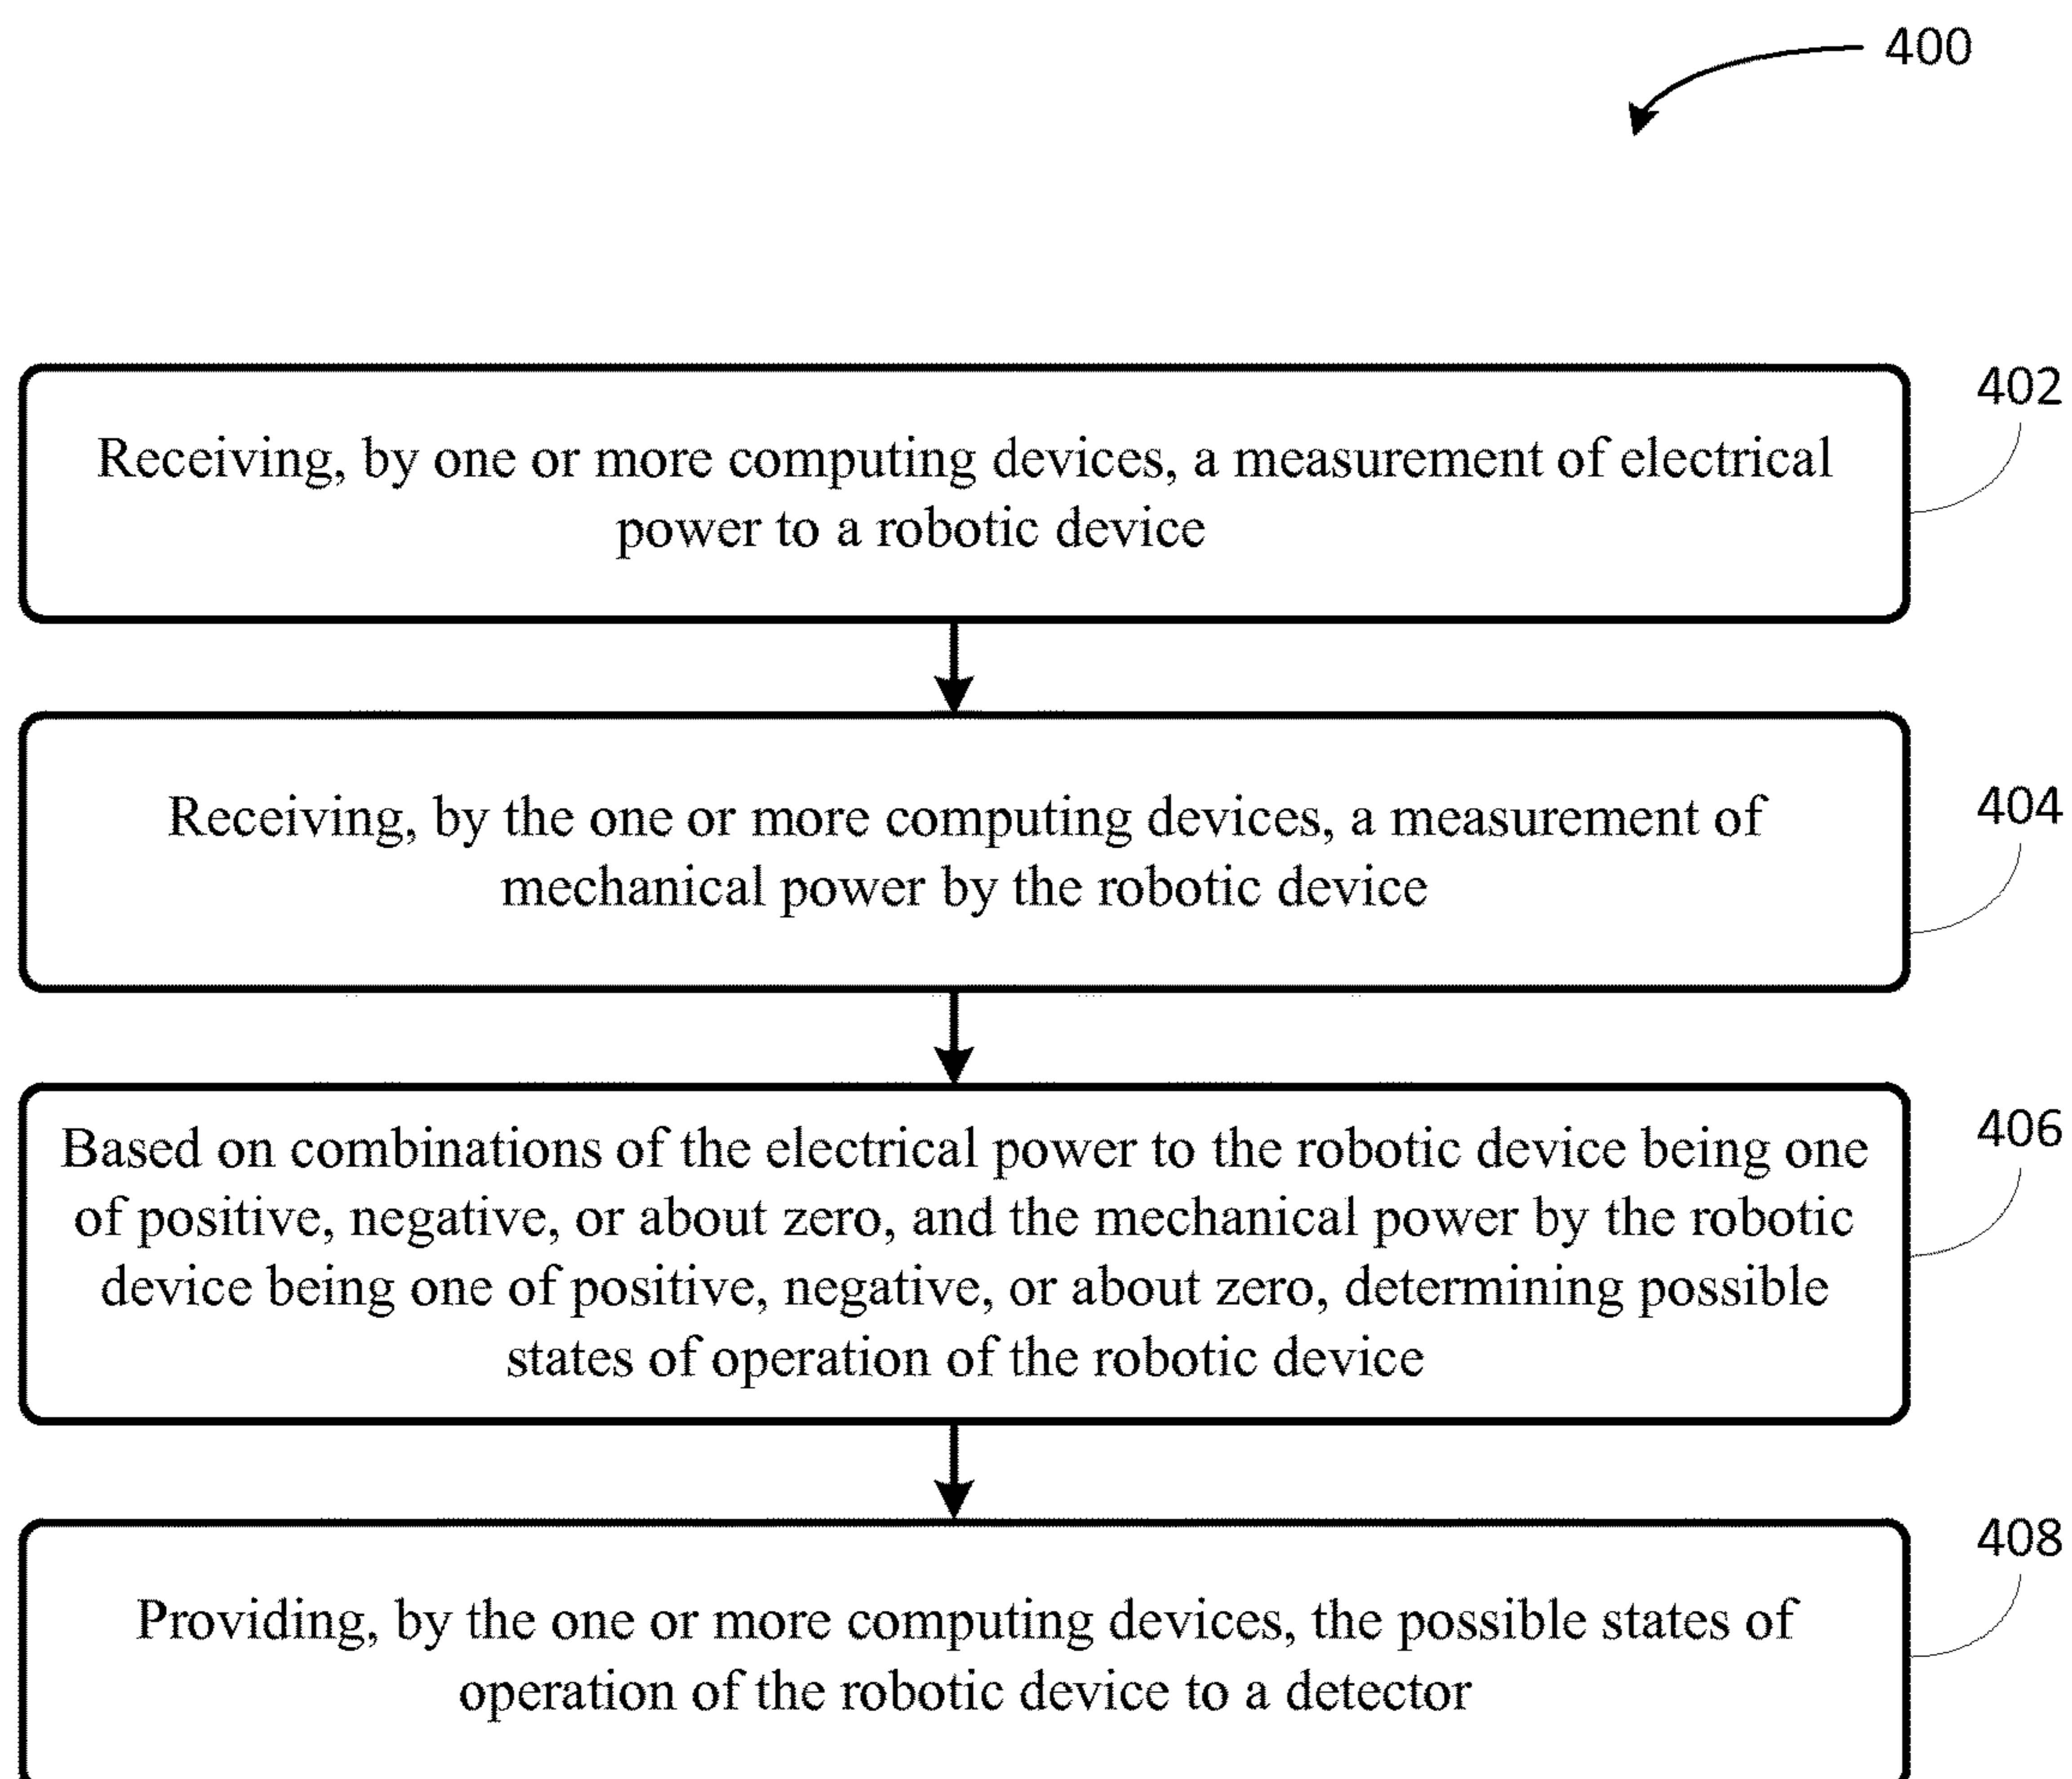 400
402
Receiving, by one or more computing devices, a measurement of electrical
power to a robotic device
404
Receiving, by the one or more computing devices, a measurement of
mechanical power by the robotic device
406
Based on combinations of the electrical power to the robotic device being one
of positive, negative, or about zero, and the mechanical power by the robotic
device being one of positive, negative, or about zero, determining possible
states of operation of the robotic device
408
Providing, by the one or more computing devices, the possible states of
operation of the robotic device to a detector